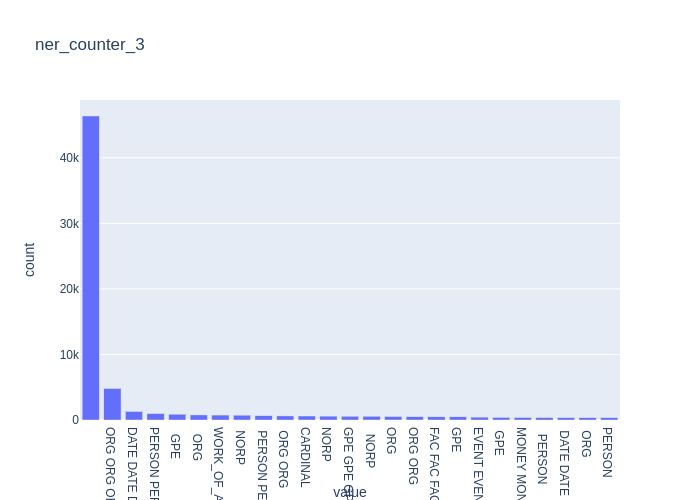 ner_counter_3
count
40k
30k
20k
10k
0
ORG ORG
DATE DATE
PERSON
GPE
ORG
WORK_OF_A
NORP
PERSON
ORG ORG
CARDINAL
NORP
GPE GPE
NORP
ORG
ORG ORG
FAC FAC FAC
GPE
EVENT EVEN
GPE
MONEY MON
PERSON
DATE DATE
ORG
PERSON
value